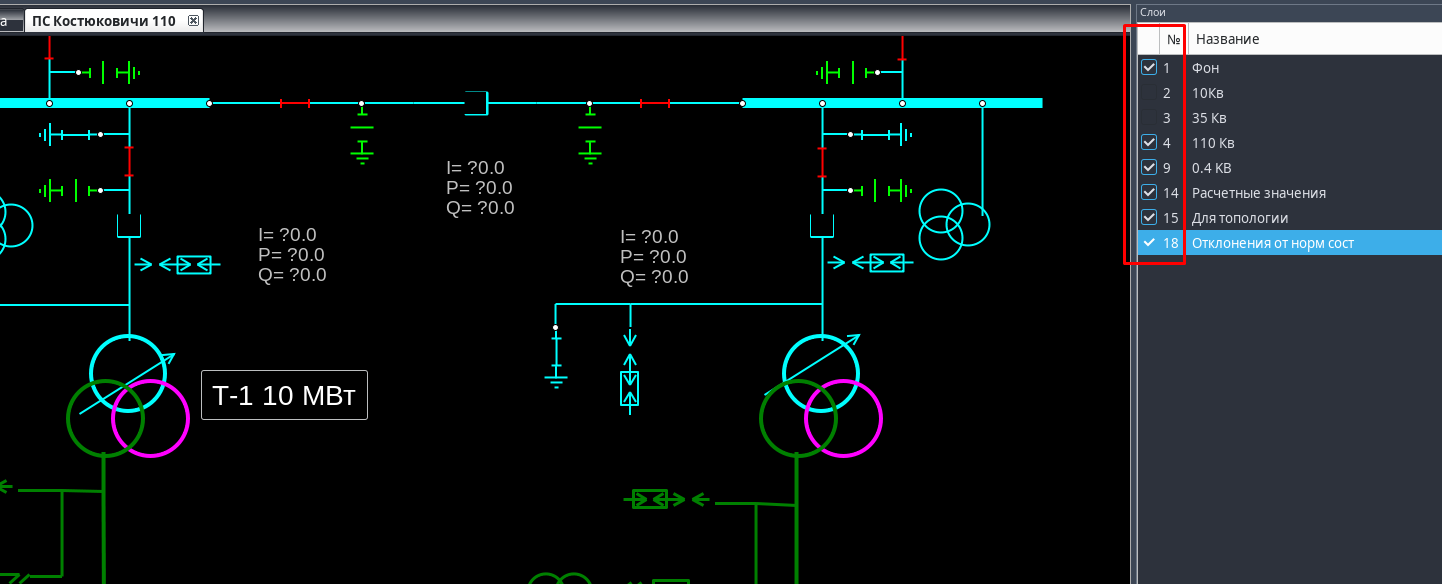 а
ПС Костюковичи 110
Слои
№ Название
1 Фон
2 10Кв
3 35 Кв
4 110 Кв
9 0.4 КВ
14 Расчетные значения
15 Для топологии
18 Отклонения от норм сост
I= ?0.0
P= ?0.0
Q= ?0.0
I= ?0.0
P= ?0.0
Q= ?0.0
I= ?0.0
P= ?0.0
Q= ?0.0
Т-1 10 МВт